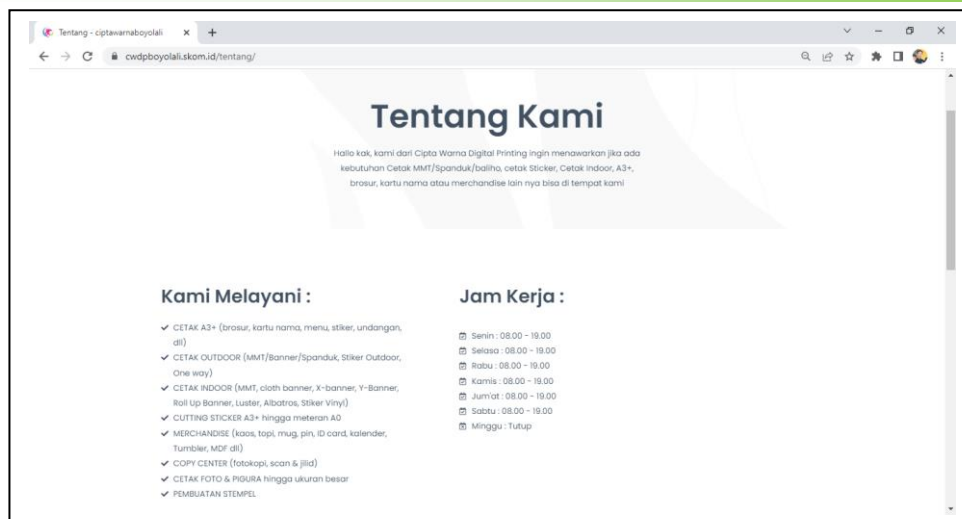 Tentang - ciptawarnaboyolali
cwdpboyolali.skom.id/tentang/
Tentang Kami
Hallo kak, kami dari Cipta Warna Digital Printing ingin menawarkan jika ada
kebutuhan Cetak MMT/Spanduk/baliho, cetak Sticker, Cetak Indoor, A3+,
brosur, kartu nama atau merchandise lain nya bisa di tempat kami
Kami Melayani :
CETAK A3+ (brosur, kartu nama, menu, stiker, undangan,
dll)
CETAK OUTDOOR (MMT/Banner/Spanduk, Stiker Outdoor,
One way)
CETAK INDOOR (MMT, cloth banner, X-banner, Y-Banner,
Roll Up Banner, Luster, Albatros, Stiker Vinyl)
CUTTING STICKER A3+ hingga meteran A0
MERCHANDISE (kaos, topi, mug, pin, ID card, kalender,
Tumbler, MDF dll)
COPY CENTER (fotokopi, scan & jilid)
CETAK FOTO & PIGURA hingga ukuran besar
PEMBUATAN STEMPEL
Jam Kerja :
Senin : 08.00 - 19.00
Selasa : 08.00 - 19.00
Rabu : 08.00 - 19.00
Kamis : 08.00 - 19.00
Jum'at : 08.00 - 19.00
Sabtu : 08.00 - 19.00
Minggu : Tutup